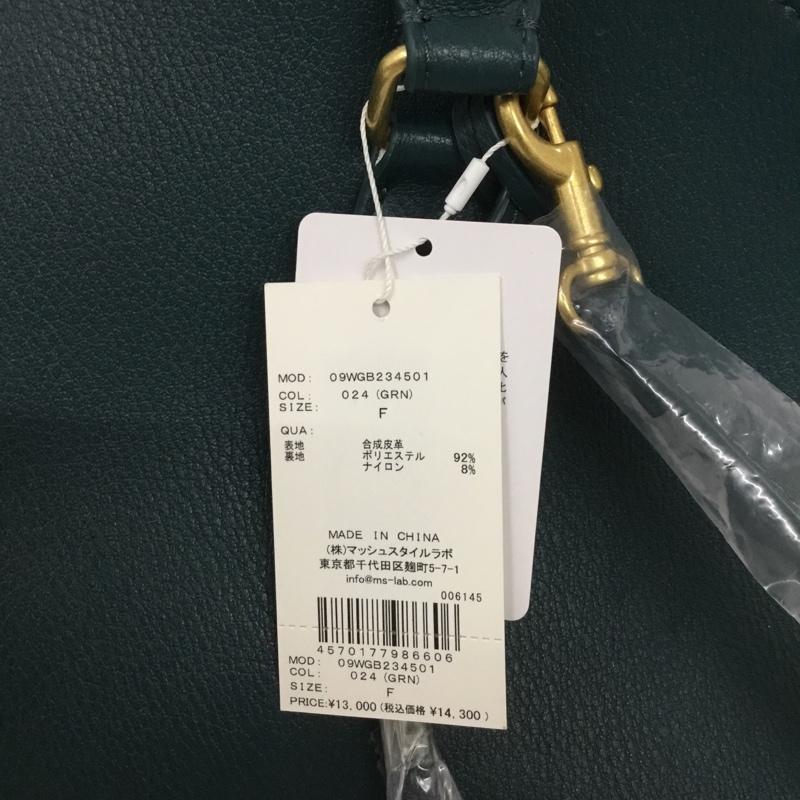 MOD: 09WGB234501
COL: 024 (GRN)
SIZE: F
QUA:
表地 合成皮革
裏地 ポリエステル 92%
ナイロン 8%
MADE IN CHINA
(株)マッシュスタイルラボ
東京都千代田区麹町5-7-1
info@ms-lab.com
006145
4570177986606
MOD: 09WGB234501
COL: 024 (GRN)
SIZE: F
PRICE:¥13,000 (税込価格 ¥14,300 )
を
人
と